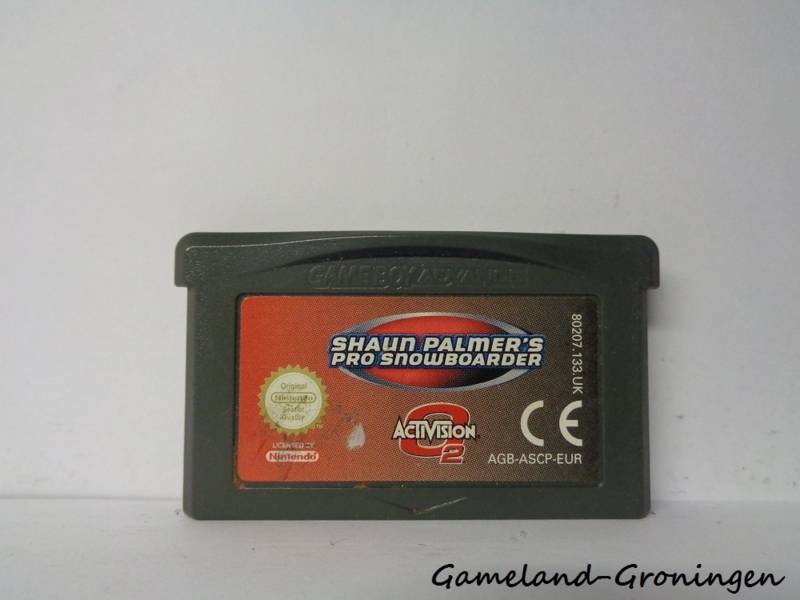 GAME BOY ADVANCE
SHAUN PALMER'S
PRO SNOWBOARDER
80207.133.UK
Original
Nintendo
Seal of
Quality
TM
LICENSED BY
Nintendo
ACTIVISION
O2
CE
AGB-ASCP-EUR
Gameland-Groningen